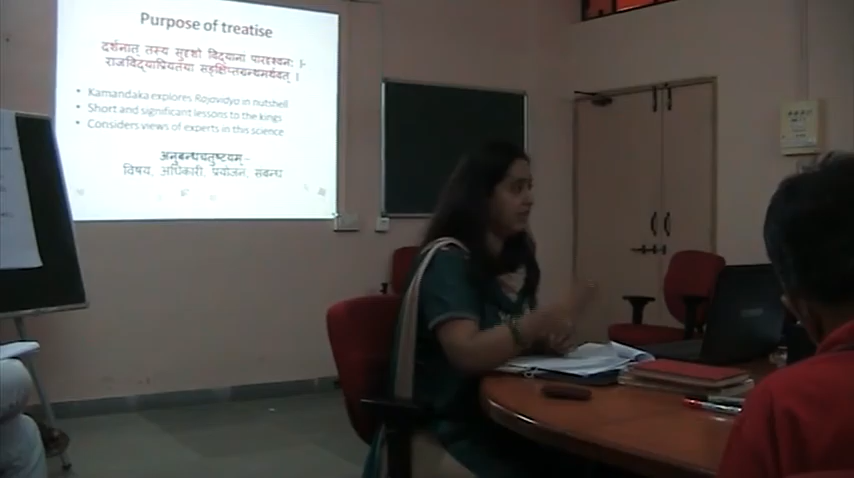 Purpose of treatise
दर्शनात् तस्य सुदृशो विद्यानां पारदृश्वनः ।-
राजविद्याप्रियतया सङ्क्षिप्तग्रन्थमर्थवत् ।
• Kamandaka explores Rajavidya in nutshell
• Short and significant lessons to the kings
• Considers views of experts in this science
अनुबन्धचतुष्टयम् -
विषय, अधिकारी, प्रयोजन, संबन्ध